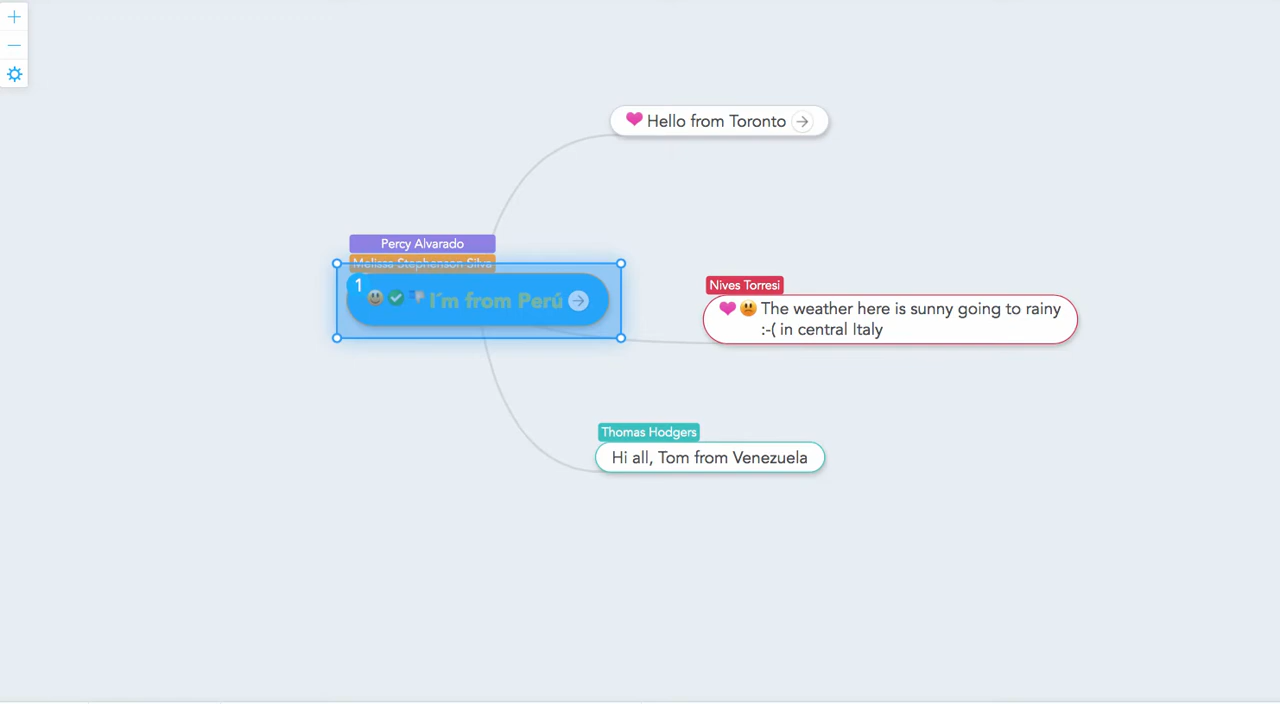 Hello from Toronto
Percy Alvarado
Melissa Stephenson Silva
1
I´m from Perú
Nives Torresi
The weather here is sunny going to rainy
:-( in central Italy
Thomas Hodgers
Hi all, Tom from Venezuela